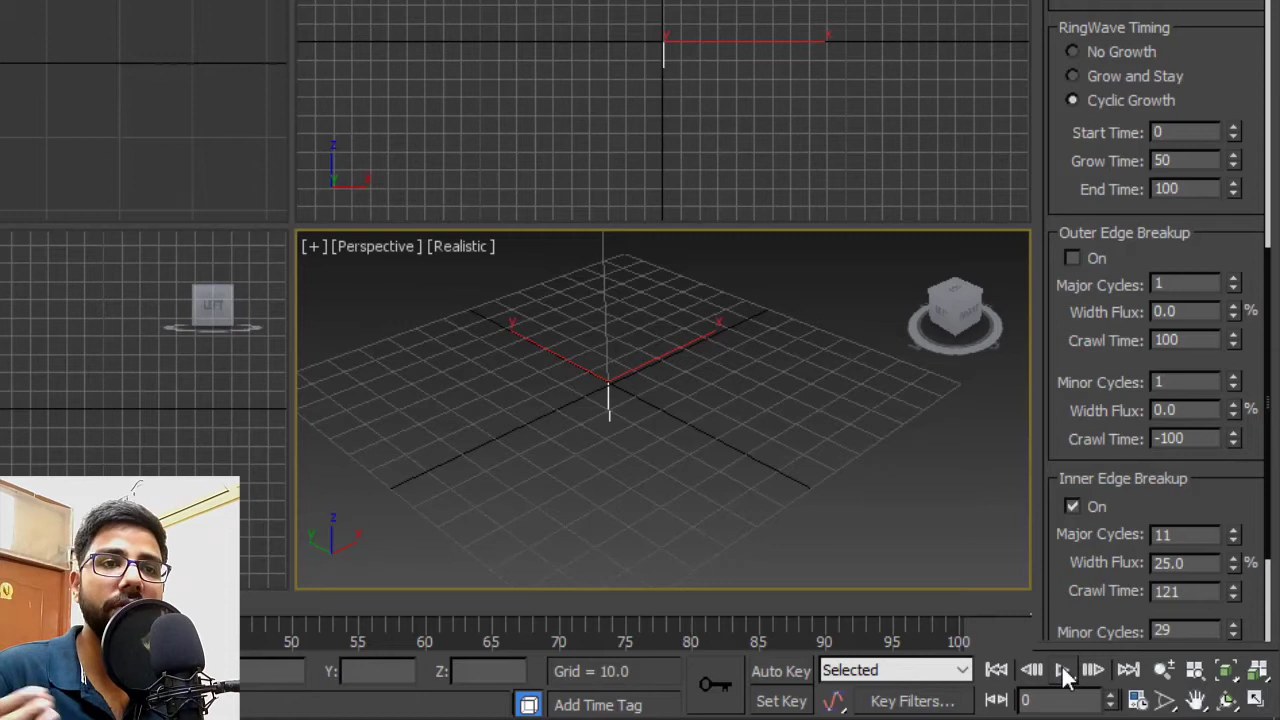 RingWave Timing
No Growth
Grow and Stay
Cyclic Growth
Start Time: 0
Grow Time: 50
End Time: 100
y x
z
y x
[+] [Perspective] [Realistic]
LEFT
y x
z
y x
Outer Edge Breakup
On
Major Cycles: 1
Width Flux: 0.0 %
Crawl Time: 100
Minor Cycles: 1
Width Flux: 0.0 %
Crawl Time: -100
Inner Edge Breakup
On
Major Cycles: 11
Width Flux: 25.0 %
Crawl Time: 121
Minor Cycles: 29
50 55 60 65 70 75 80 85 90 95 100
Y: Z: Grid = 10.0 Auto Key Selected
Add Time Tag Set Key Key Filters... 0